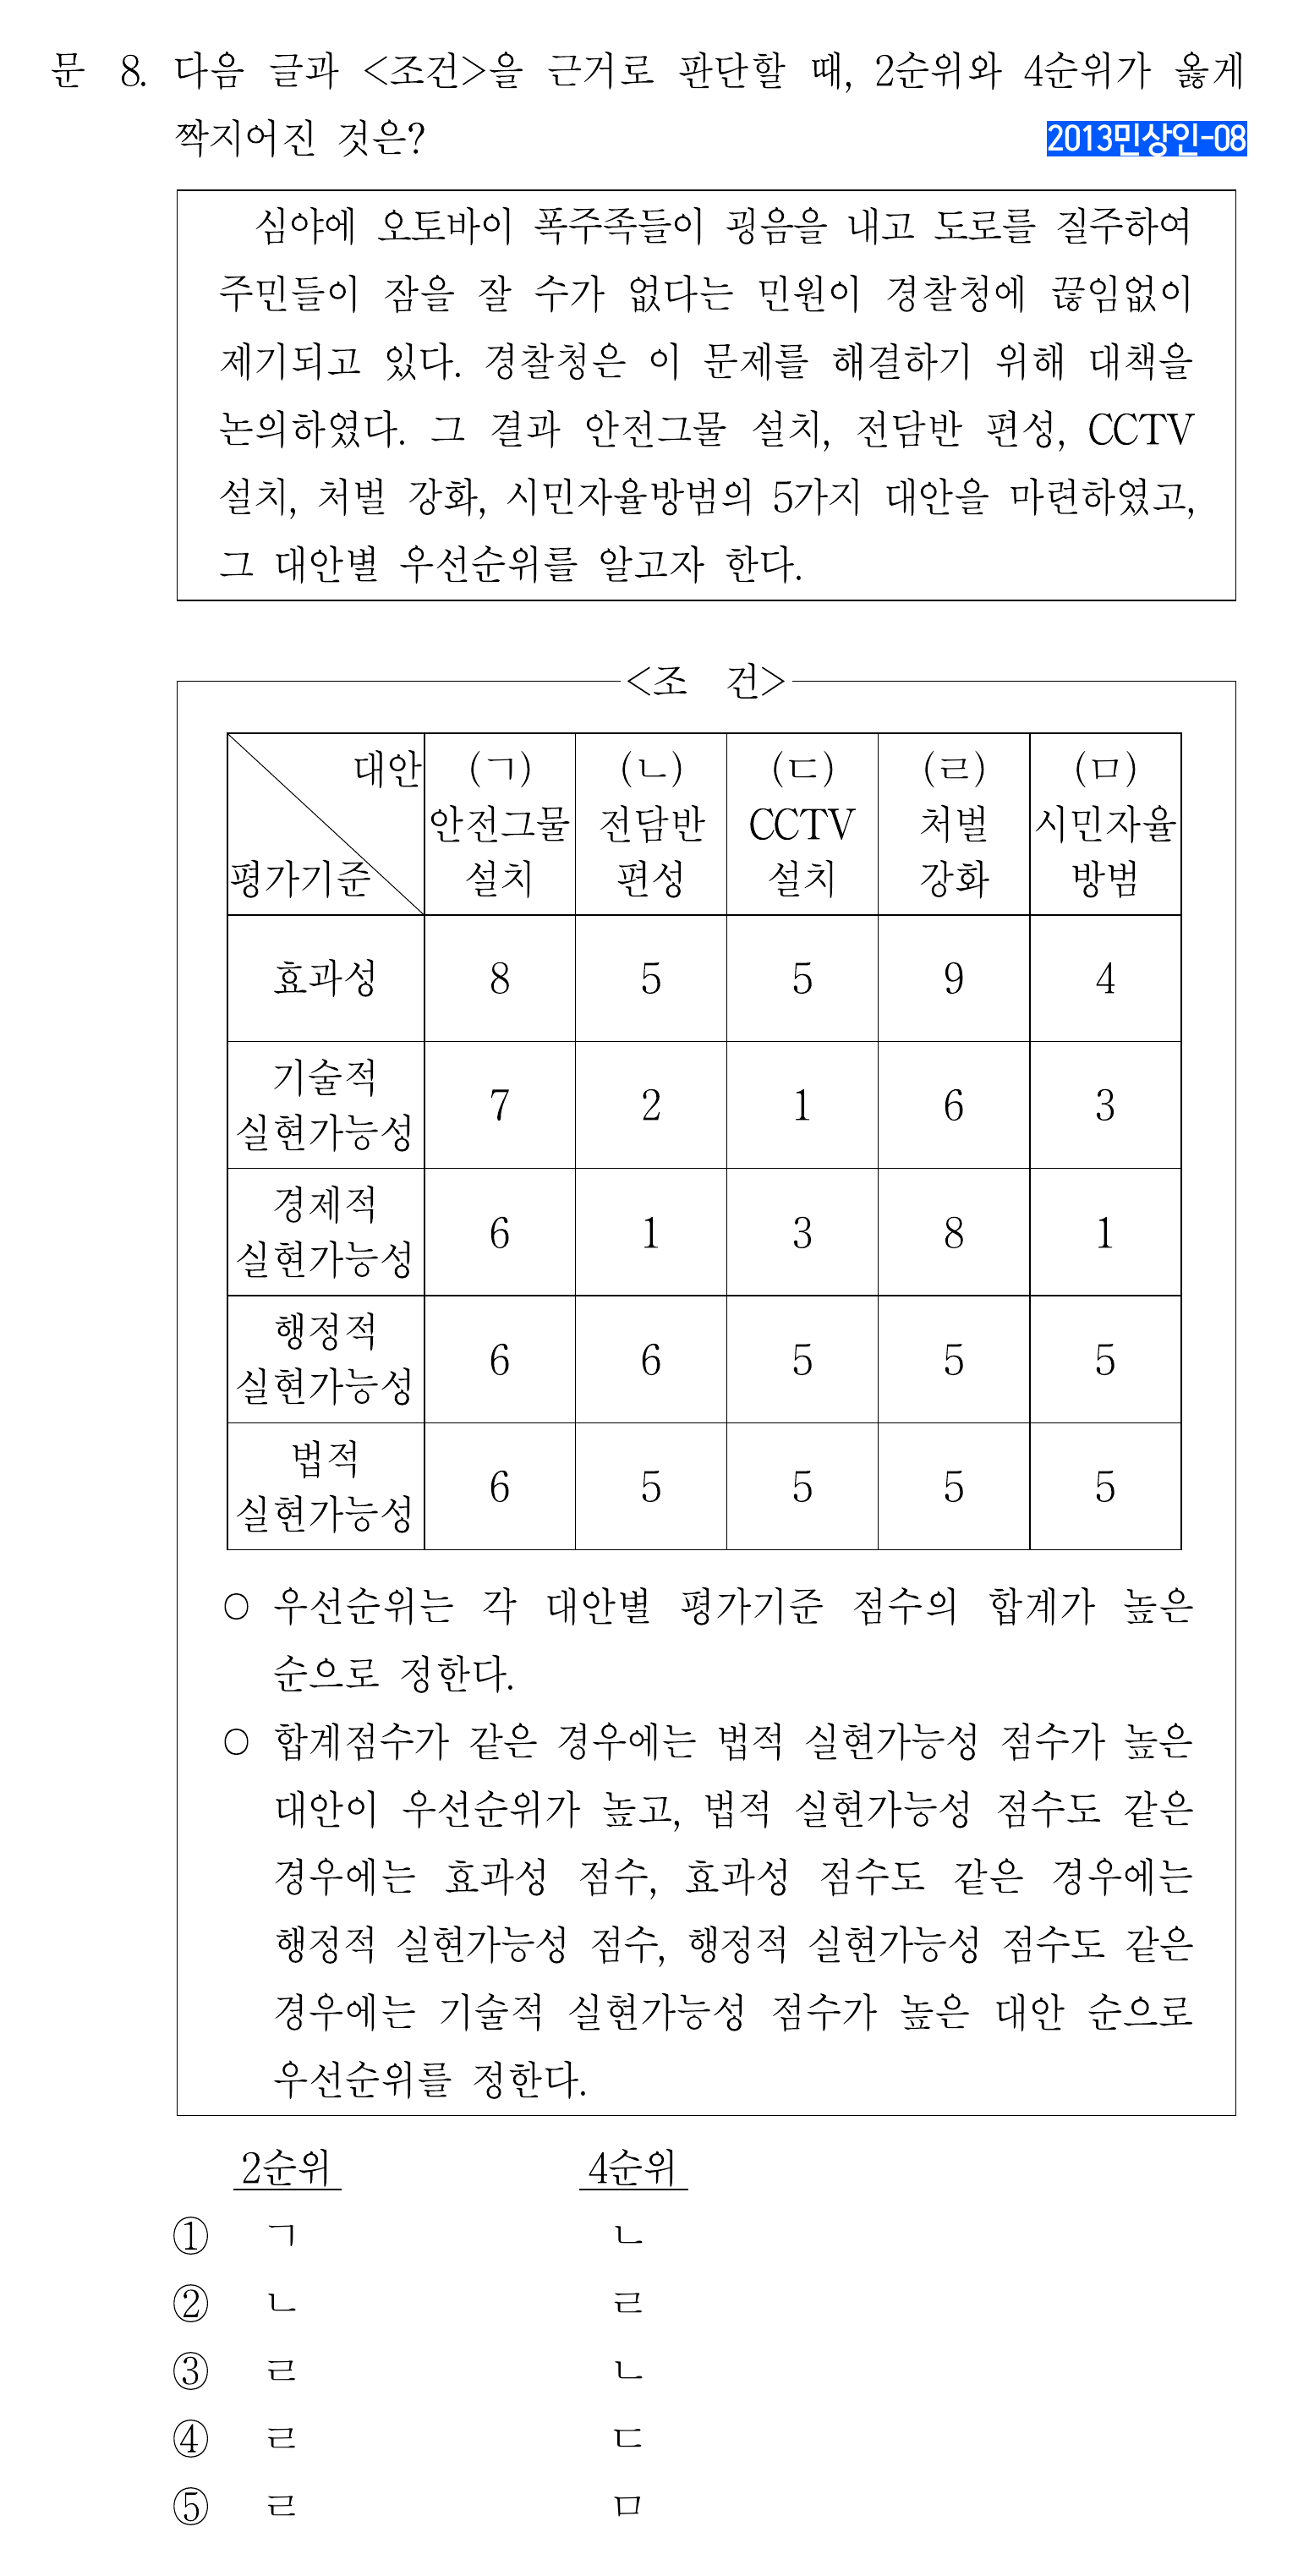 문 8. 다음 글과 <조건>을 근거로 판단할 때, 2순위와 4순위가 옳게
짝지어진 것은?
2013민상인-08
심야에 오토바이 폭주족들이 굉음을 내고 도로를 질주하여
주민들이 잠을 잘 수가 없다는 민원이 경찰청에 끊임없이
제기되고 있다. 경찰청은 이 문제를 해결하기 위해 대책을
논의하였다. 그 결과 안전그물 설치, 전담반 편성, CCTV
설치, 처벌 강화, 시민자율방범의 5가지 대안을 마련하였고,
그 대안별 우선순위를 알고자 한다.
<조 건>
대안 (ㄱ) (ㄴ) (ㄷ) (ㄹ) (ㅁ)
안전그물 전담반 CCTV 처벌 시민자율
평가기준 설치 편성 설치 강화 방범
효과성 8 5 5 9 4
기술적
실현가능성 7 2 1 6 3
경제적
실현가능성 6 1 3 8 1
행정적
실현가능성 6 6 5 5 5
법적
실현가능성 6 5 5 5 5
○ 우선순위는 각 대안별 평가기준 점수의 합계가 높은
순으로 정한다.
○ 합계점수가 같은 경우에는 법적 실현가능성 점수가 높은
대안이 우선순위가 높고, 법적 실현가능성 점수도 같은
경우에는 효과성 점수, 효과성 점수도 같은 경우에는
행정적 실현가능성 점수, 행정적 실현가능성 점수도 같은
경우에는 기술적 실현가능성 점수가 높은 대안 순으로
우선순위를 정한다.
2순위 4순위
① ㄱ ㄴ
② ㄴ ㄹ
③ ㄹ ㄴ
④ ㄹ ㄷ
⑤ ㄹ ㅁ